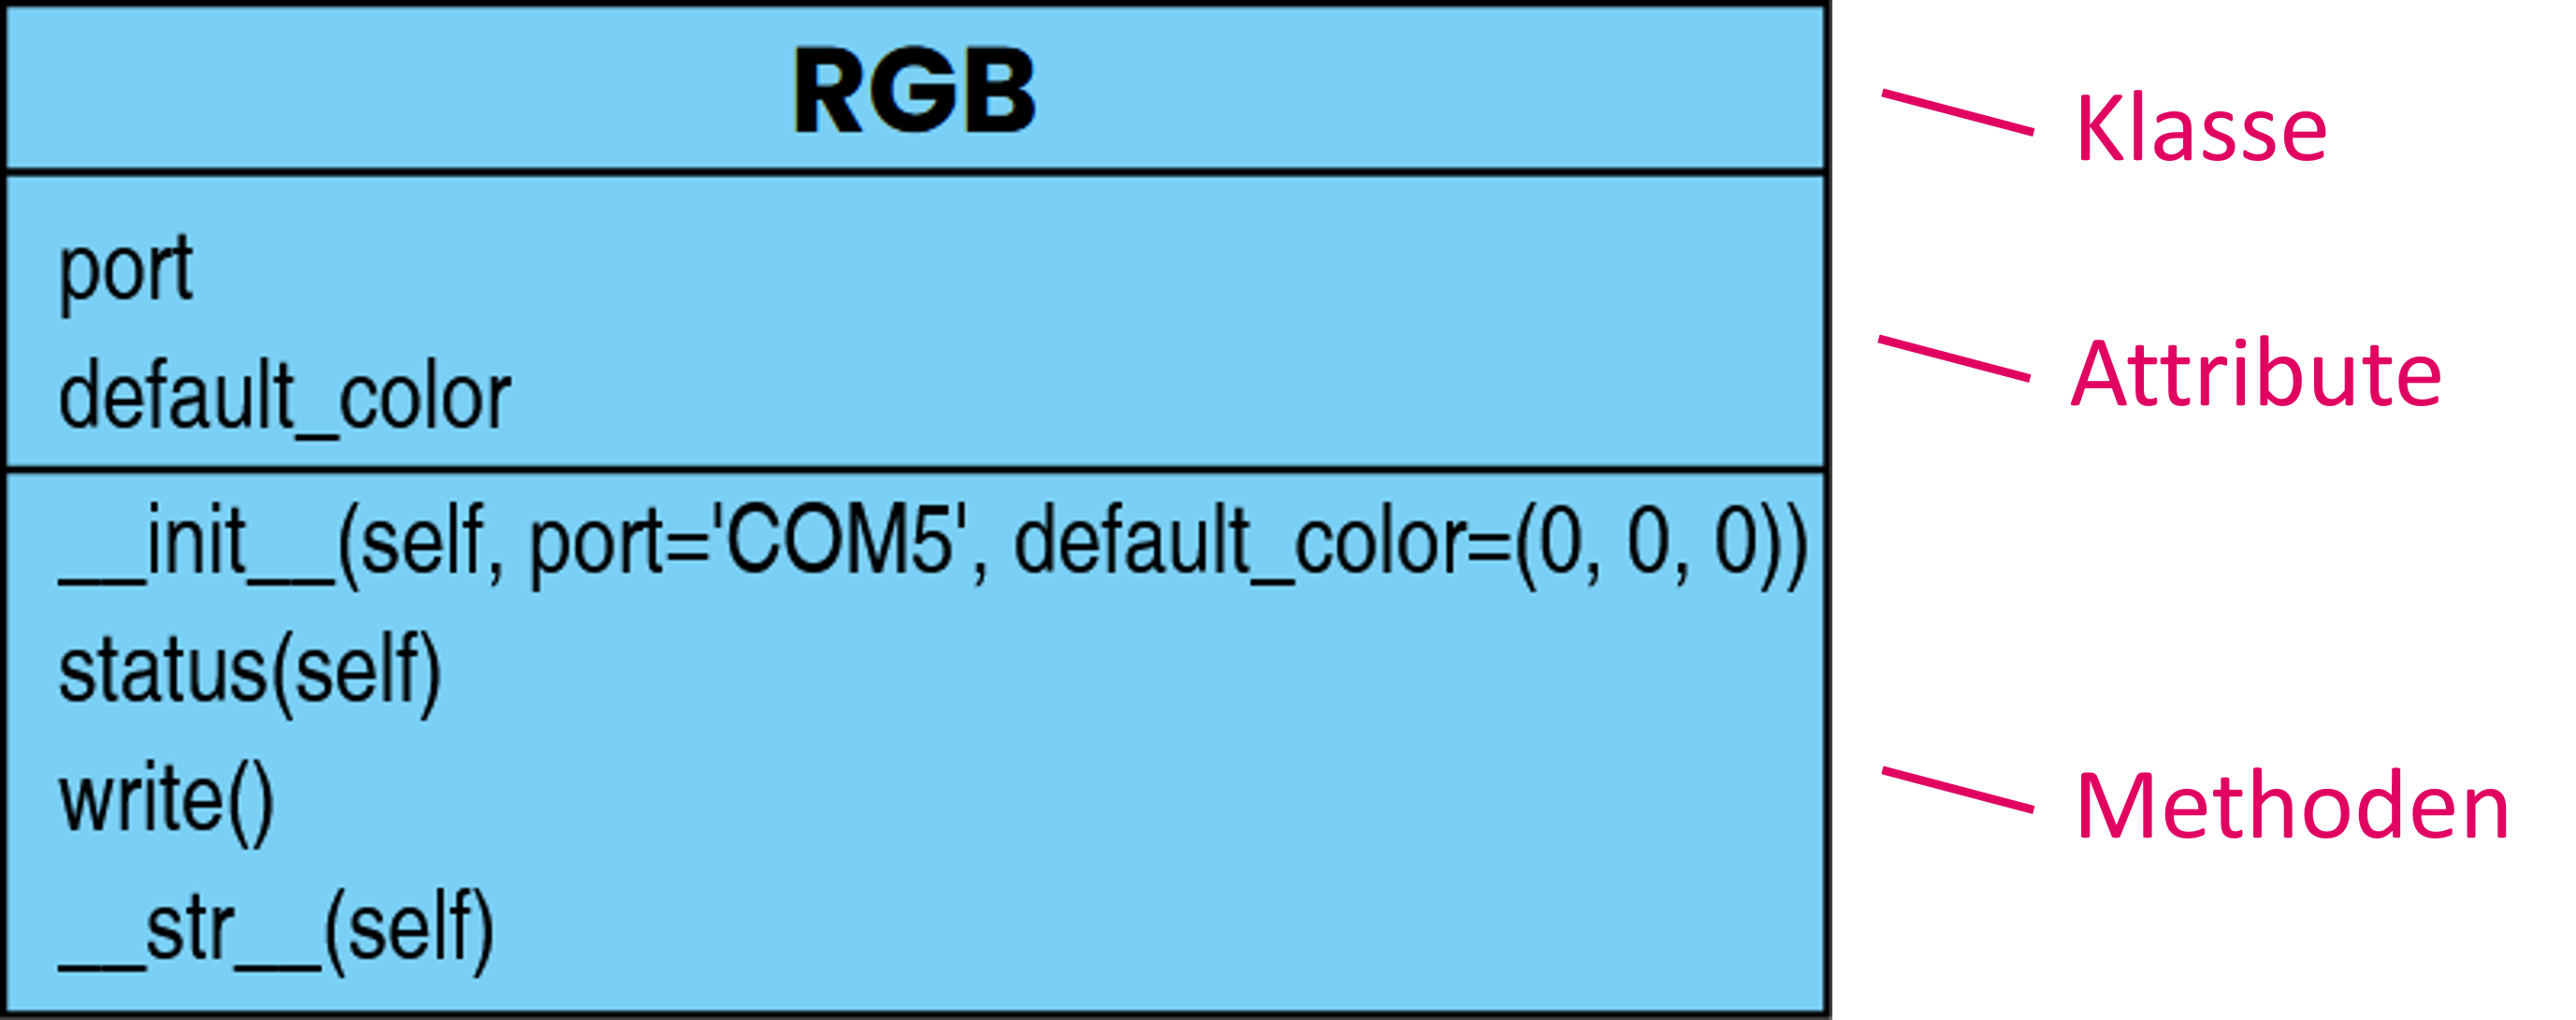 RGB
Klasse
port
default_color
Attribute
__init__(self, port='COM5', default_color=(0, 0, 0))
status(self)
write()
Methoden
__str__(self)